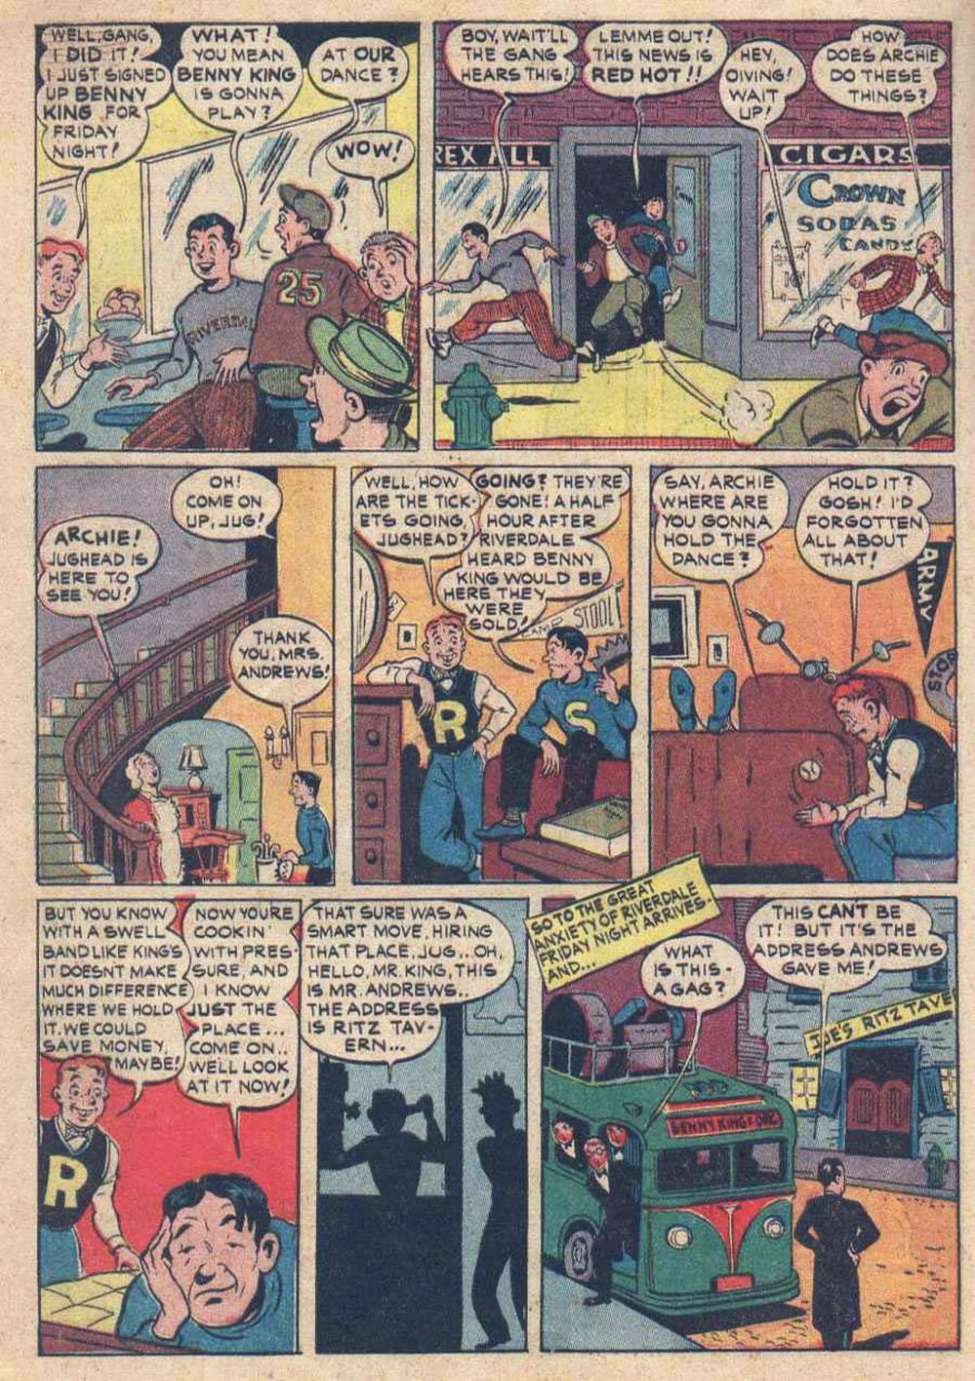 WELL, GANG,
I DID IT!
I JUST SIGNED
UP BENNY
KING FOR
FRIDAY
NIGHT!
WHAT!
YOU MEAN
BENNY KING
IS GONNA
PLAY?
AT OUR
DANCE?
WOW!
25
RIVERDAL
BOY, WAIT'LL
THE GANG
HEARS THIS!
LEMME OUT!
THIS NEWS IS
RED HOT!!
HEY,
OIVING!
WAIT
UP!
HOW
DOES ARCHIE
DO THESE
THINGS?
REX ALL
CIGARS
CROWN
SODAS
CANDY
ARCHIE!
JUGHEAD IS
HERE TO
SEE YOU!
OH!
COME ON
UP, JUG!
THANK
YOU, MRS.
ANDREWS!
WELL, HOW
ARE THE TICK-
ETS GOING,
JUGHEAD?
GOING? THEY'RE
GONE! A HALF
HOUR AFTER
RIVERDALE
HEARD BENNY
KING WOULD BE
HERE THEY
WERE
SOLD!
CAMP STOOL
R
S
SAY, ARCHIE
WHERE ARE
YOU GONNA
HOLD THE
DANCE?
HOLD IT?
GOSH! I'D
FORGOTTEN
ALL ABOUT
THAT!
ARMY
BUT YOU KNOW
WITH A SWELL
BAND LIKE KING'S
IT DOESNT MAKE
MUCH DIFFERENCE
WHERE WE HOLD
IT. WE COULD
SAVE MONEY,
MAYBE!
NOW YOURE
COOKIN'
WITH PRES-
SURE, AND
I KNOW
JUST THE
PLACE...
COME ON..
WE'LL LOOK
AT IT NOW!
R
THAT SURE WAS A
SMART MOVE, HIRING
THAT PLACE, JUG...OH,
HELLO, MR. KING, THIS
IS MR. ANDREWS..
THE ADDRESS
IS RITZ TAV-
ERN...
SO TO THE GREAT
ANXIETY OF RIVERDALE
FRIDAY NIGHT ARRIVES.
AND...
WHAT
IS THIS-
A GAG?
THIS CAN'T BE
IT! BUT IT'S THE
ADDRESS ANDREWS
GAVE ME!
JOE'S RITZ TAVE
BENNY KING'S ORC.